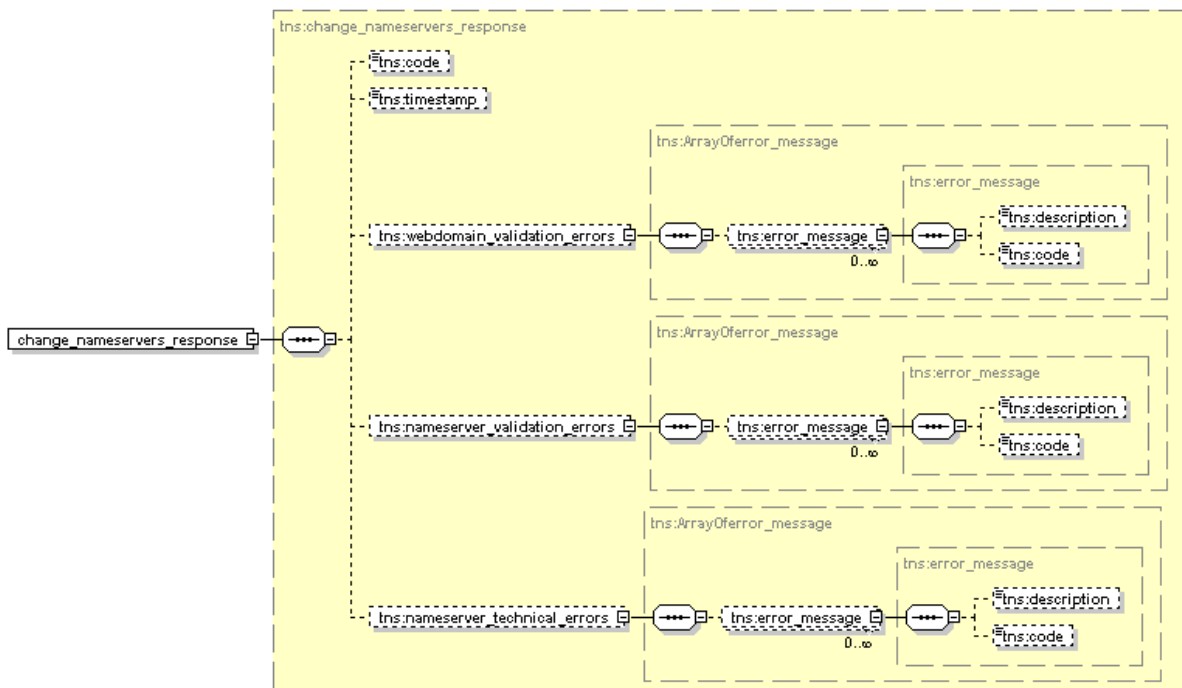 tns:change_nameservers_response
tns:code
tns:timestamp
tns:ArrayOferror_message
tns:error_message
tns:description
tns:webdomain_validation_errors
tns:error_message
tns:code
0..∞
change_nameservers_response
tns:ArrayOferror_message
tns:error_message
tns:description
tns:nameserver_validation_errors
tns:error_message
tns:code
0..∞
tns:ArrayOferror_message
tns:error_message
tns:description
tns:nameserver_technical_errors
tns:error_message
tns:code
0..∞